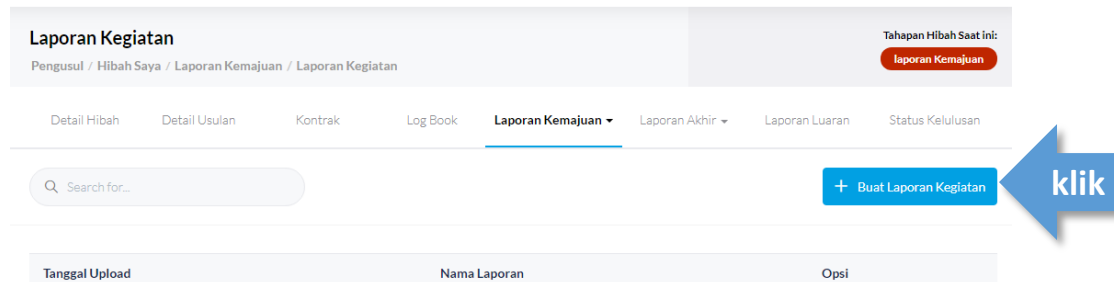 Laporan Kegiatan
Tahapan Hibah Saat ini:
Pengusul / Hibah Saya / Laporan Kemajuan / Laporan Kegiatan
laporan Kemajuan
Detail Hibah Detail Usulan Kontrak Log Book Laporan Kemajuan Laporan Akhir Laporan Luaran Status Kelulusan
Search for...
+ Buat Laporan Kegiatan
klik
Tanggal Upload Nama Laporan Opsi